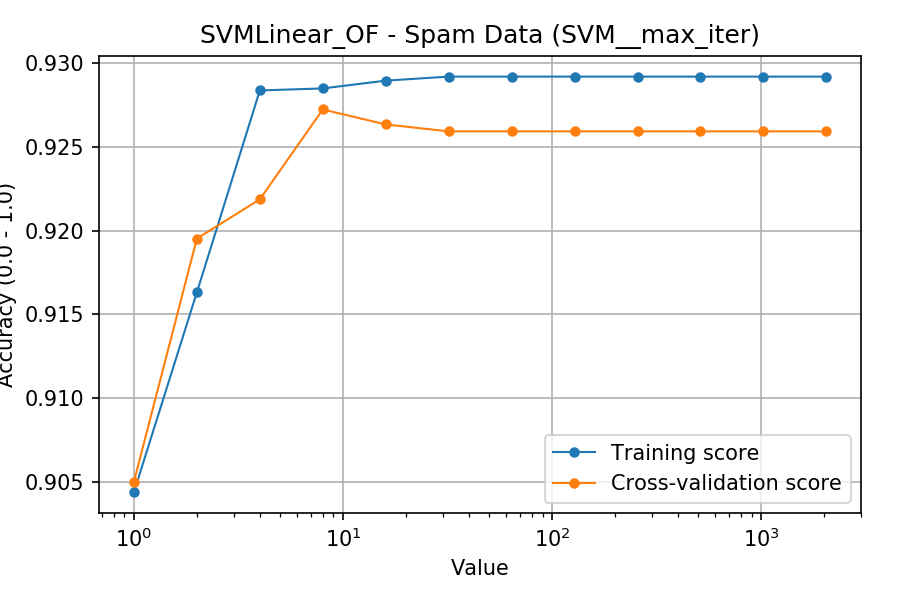 SVMLinear_OF - Spam Data (SVM__max_iter)
Accuracy (0.0 - 1.0)
0.930
0.925
0.920
0.915
0.910
0.905
Training score
Cross-validation score
10⁰ 10¹ 10² 10³
Value